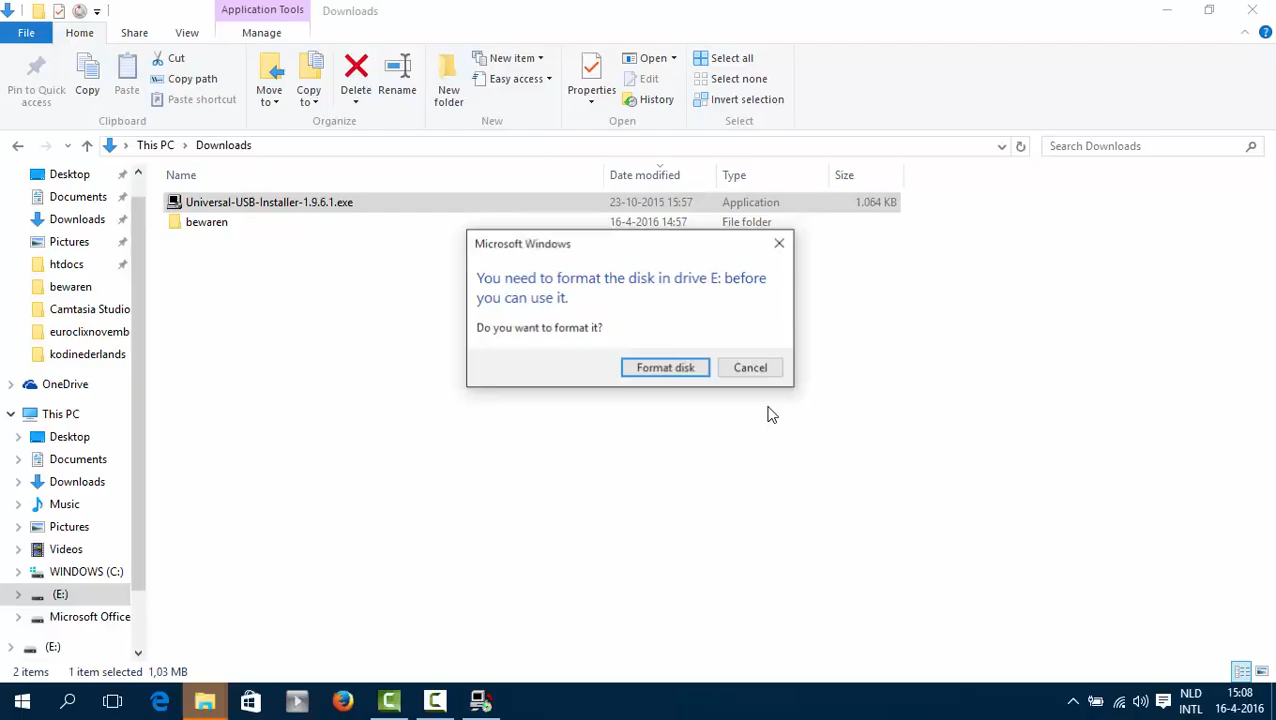 Application Tools
Downloads
File
Home
Share
View
Manage
Pin to Quick
access
Copy
Paste
Cut
Copy path
Paste shortcut
Clipboard
Move
to
Copy
to
Delete
Rename
Organize
New
folder
New item
Easy access
New
Properties
Open
Edit
History
Open
Select all
Select none
Invert selection
Select
This PC
Downloads
Search Downloads
Name
Date modified
Type
Size
Universal-USB-Installer-1.9.6.1.exe
23-10-2015 15:57
Application
1.064 KB
bewaren
16-4-2016 14:57
File folder
Desktop
Documents
Downloads
Pictures
htdocs
bewaren
Camtasia Studio
euroclixnovemb
kodinederlands
OneDrive
This PC
Desktop
Documents
Downloads
Music
Pictures
Videos
WINDOWS (C:)
(E:)
Microsoft Office
(E:)
Microsoft Windows
You need to format the disk in drive E: before
you can use it.
Do you want to format it?
Format disk
Cancel
2 items
1 item selected 1,03 MB
NLD
INTL
15:08
16-4-2016